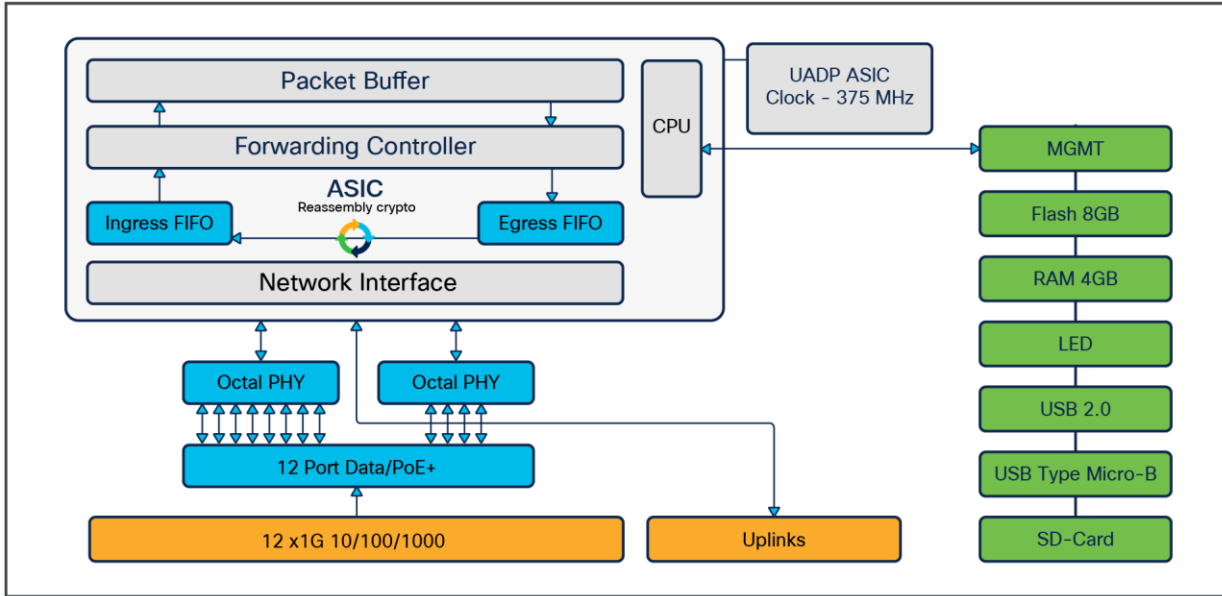 Packet Buffer
UADP ASIC
Clock - 375 MHz
CPU
Forwarding Controller
MGMT
ASIC
Reassembly crypto
Ingress FIFO
Egress FIFO
Flash 8GB
Network Interface
RAM 4GB
LED
Octal PHY
Octal PHY
USB 2.0
12 Port Data/PoE+
USB Type Micro-B
12 x1G 10/100/1000
Uplinks
SD-Card